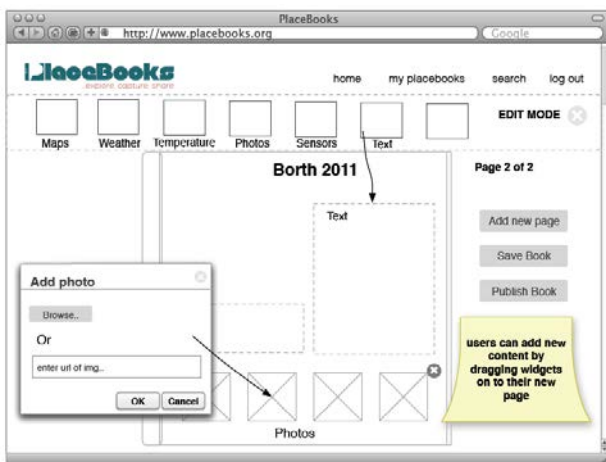 PlaceBooks
http://www.placebooks.org
Google
PlaceBooks
explore capture share
home my placebooks search log out
EDIT MODE
Maps Weather Temperature Photos Sensors Text
Borth 2011
Page 2 of 2
Text
Add new page
Save Book
Publish Book
Add photo
Browse..
Or
enter url of img..
OK Cancel
users can add new
content by
dragging widgets
on to their new
page
Photos